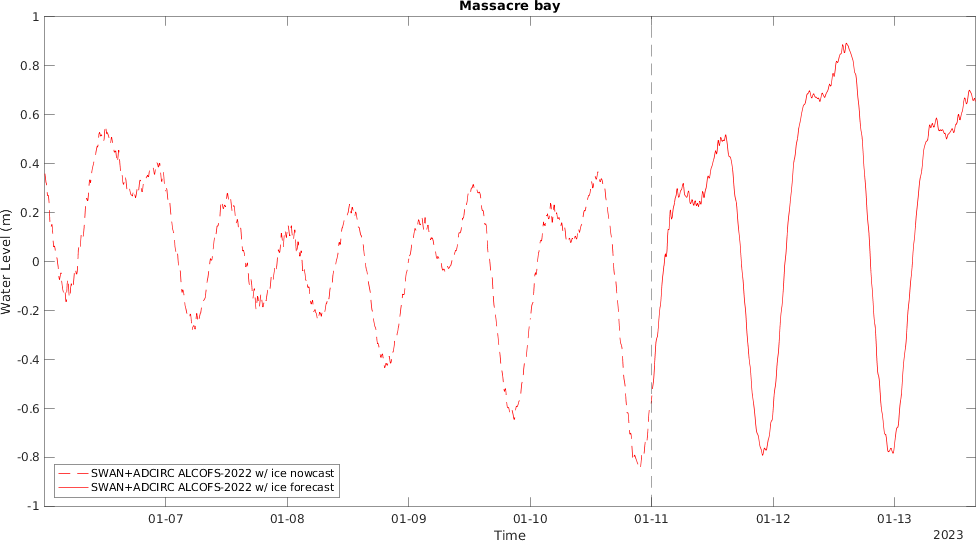 Massacre bay
1
0.8
0.6
0.4
0.2
0
-0.2
-0.4
-0.6
-0.8
-1
Water Level (m)
SWAN+ADCIRC ALCOFS-2022 w/ ice nowcast
SWAN+ADCIRC ALCOFS-2022 w/ ice forecast
01-07 01-08 01-09 01-10 01-11 01-12 01-13
Time
2023